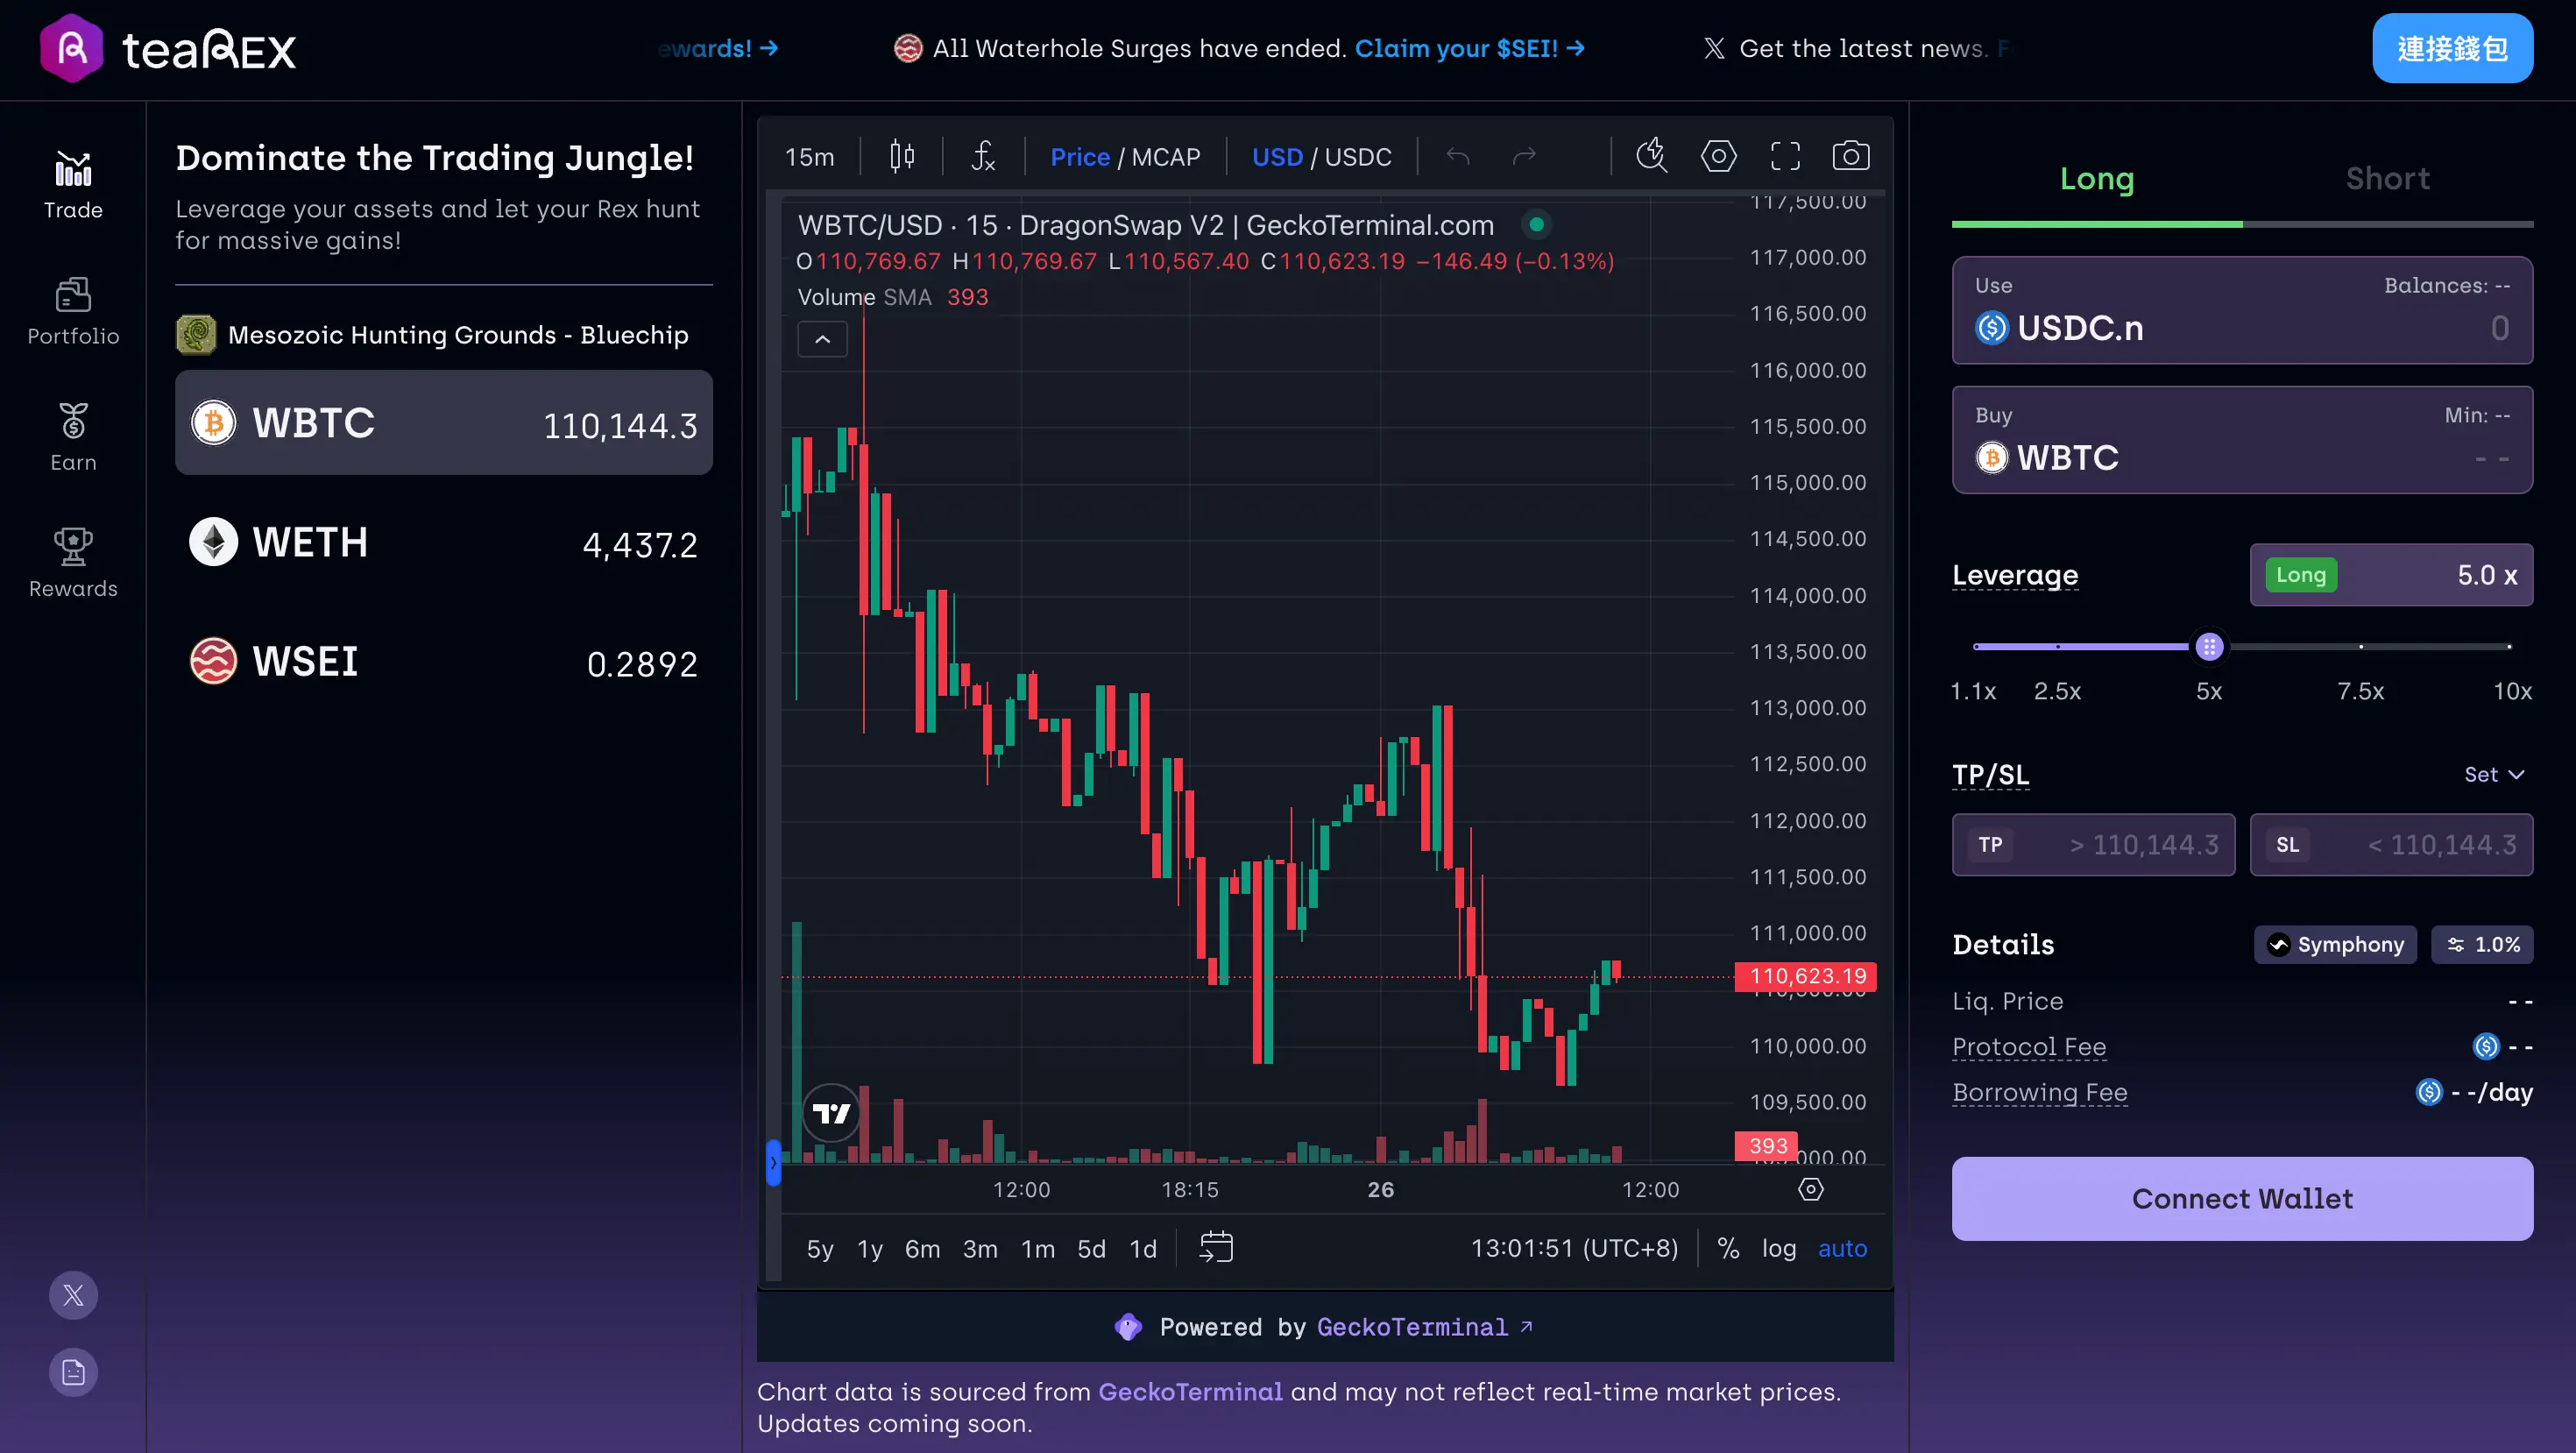 teaREX
ewards! →
All Waterhole Surges have ended. Claim your $SEI! →
Get the latest news.
連接錢包
Trade
Portfolio
Earn
Rewards
Dominate the Trading Jungle!
Leverage your assets and let your Rex hunt
for massive gains!
Mesozoic Hunting Grounds - Bluechip
WBTC 110,144.3
WETH 4,437.2
WSEI 0.2892
15m
Price / MCAP
USD / USDC
WBTC/USD · 15 · DragonSwap V2 | GeckoTerminal.com
O110,769.67 H110,769.67 L110,567.40 C110,623.19 −146.49 (−0.13%)
Volume SMA 393
117,500.00
117,000.00
116,500.00
116,000.00
115,500.00
115,000.00
114,500.00
114,000.00
113,500.00
113,000.00
112,500.00
112,000.00
111,500.00
111,000.00
110,623.19
110,000.00
109,500.00
393
12:00
18:15
26
12:00
5y 1y 6m 3m 1m 5d 1d
13:01:51 (UTC+8)
% log auto
Powered by GeckoTerminal ↗
Chart data is sourced from GeckoTerminal and may not reflect real-time market prices.
Updates coming soon.
Long
Short
Use
Balances: --
USDC.n
0
Buy
Min: --
WBTC
- -
Leverage
Long 5.0 x
1.1x 2.5x 5x 7.5x 10x
TP/SL
Set
TP > 110,144.3
SL < 110,144.3
Details
Symphony
1.0%
Liq. Price - -
Protocol Fee - -
Borrowing Fee - -/day
Connect Wallet